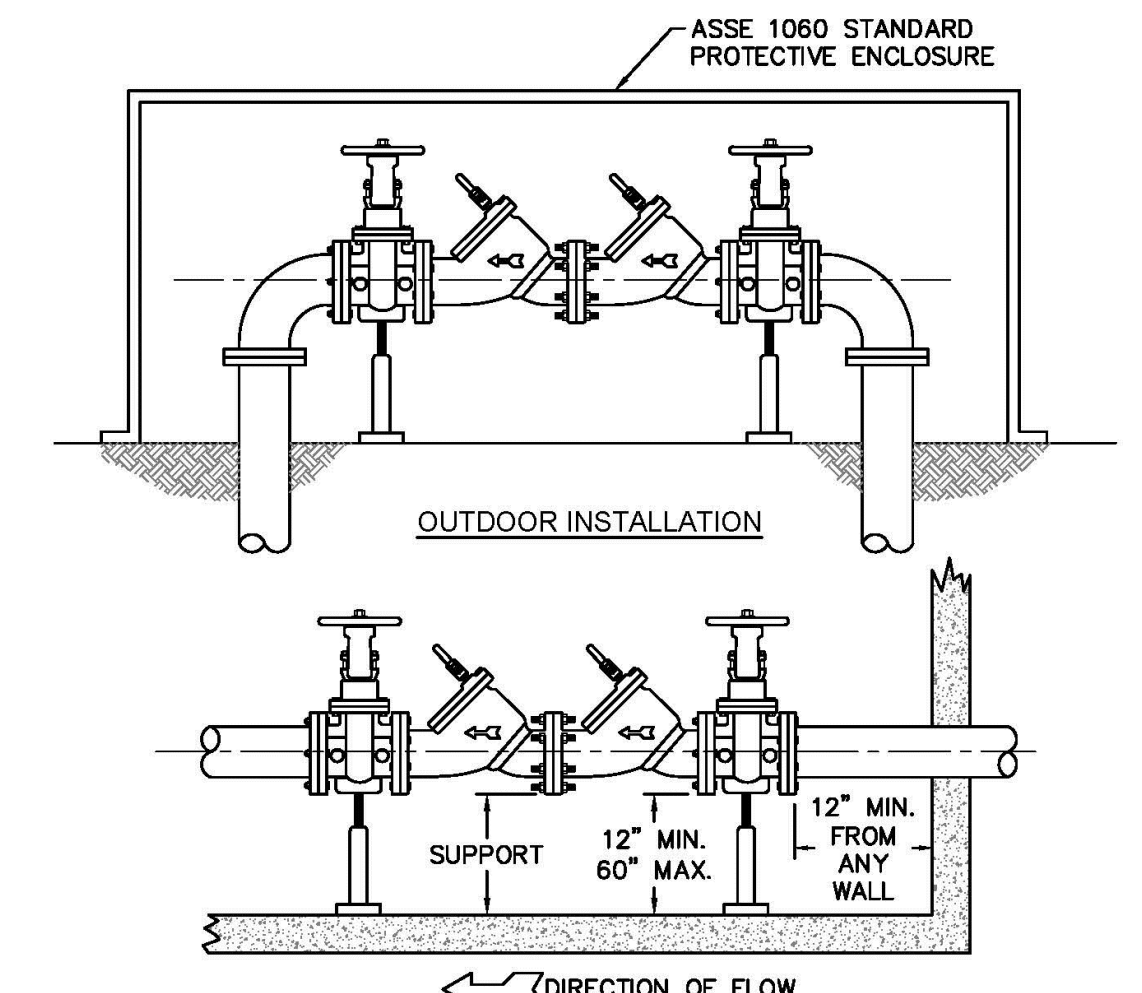 ASSE 1060 STANDARD
PROTECTIVE ENCLOSURE
OUTDOOR INSTALLATION
SUPPORT
12" MIN.
60" MAX.
12" MIN.
FROM
ANY
WALL
DIRECTION OF FLOW